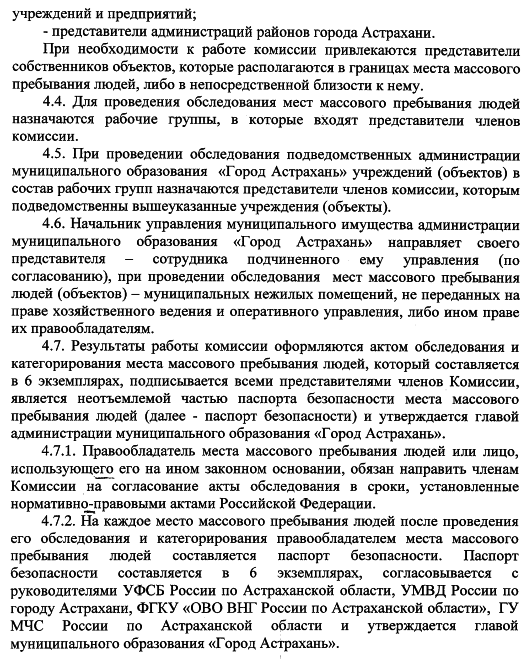 учреждений и предприятий;
- представители администраций районов города Астрахани.
При необходимости к работе комиссии привлекаются представители
собственников объектов, которые располагаются в границах места массового
пребывания людей, либо в непосредственной близости к нему.
4.4. Для проведения обследования мест массового пребывания людей
назначаются рабочие группы, в которые входят представители членов
комиссии.
4.5. При проведении обследования подведомственных администрации
муниципального образования «Город Астрахань» учреждений (объектов) в
состав рабочих групп назначаются представители членов комиссии, которым
подведомственны вышеуказанные учреждения (объекты).
4.6. Начальник управления муниципального имущества администрации
муниципального образования «Город Астрахань» направляет своего
представителя – сотрудника подчиненного ему управления (по
согласованию), при проведении обследования мест массового пребывания
людей (объектов) – муниципальных нежилых помещений, не переданных на
праве хозяйственного ведения и оперативного управления, либо ином праве
их правообладателям.
4.7. Результаты работы комиссии оформляются актом обследования и
категорирования места массового пребывания людей, который составляется
в 6 экземплярах, подписывается всеми представителями членов Комиссии,
является неотъемлемой частью паспорта безопасности места массового
пребывания людей (далее - паспорт безопасности) и утверждается главой
администрации муниципального образования «Город Астрахань».
4.7.1. Правообладатель места массового пребывания людей или лицо,
использующего его на ином законном основании, обязан направить членам
Комиссии на согласование акты обследования в сроки, установленные
нормативно-правовыми актами Российской Федерации.
4.7.2. На каждое место массового пребывания людей после проведения
его обследования и категорирования правообладателем места массового
пребывания людей составляется паспорт безопасности. Паспорт
безопасности составляется в 6 экземплярах, согласовывается с
руководителями УФСБ России по Астраханской области, УМВД России по
городу Астрахани, ФГКУ «ОВО ВНГ России по Астраханской области», ГУ
МЧС России по Астраханской области и утверждается главой
муниципального образования «Город Астрахань».